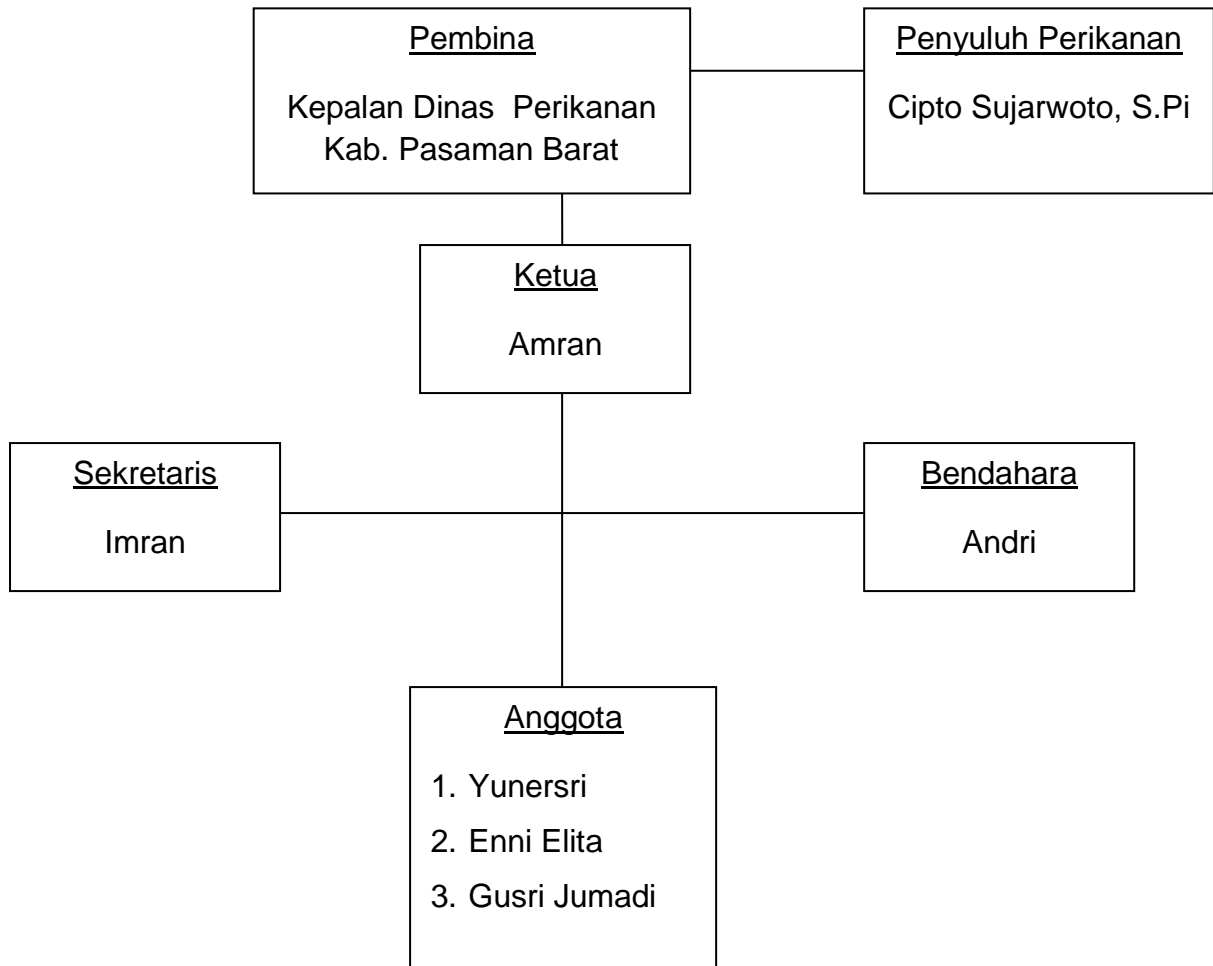 Pembina
Kepalan Dinas  Perikanan
Kab. Pasaman Barat
Penyuluh Perikanan
Cipto Sujarwoto, S.Pi
Ketua
Amran
Sekretaris
Imran
Bendahara
Andri
Anggota
1. Yunersri
2. Enni Elita
3. Gusri Jumadi